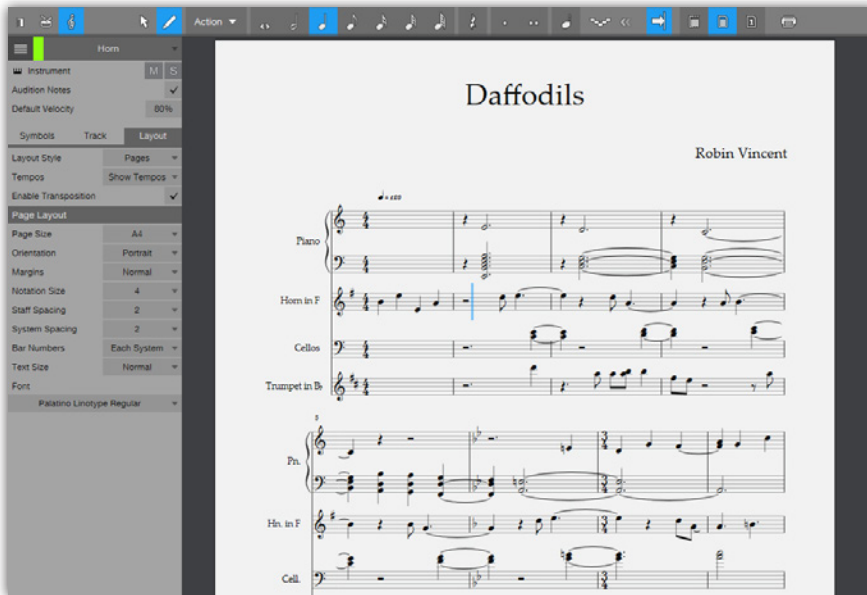 Action
Horn
Instrument M S
Audition Notes
Default Velocity 80%
Symbols Track Layout
Layout Style Pages
Tempos Show Tempos
Enable Transposition
Page Layout
Page Size A4
Orientation Portrait
Margins Normal
Notation Size 4
Staff Spacing 2
System Spacing 2
Bar Numbers Each System
Text Size Normal
Font
Palatino Linotype Regular
Daffodils
Robin Vincent
Piano
Horn in F
Cellos
Trumpet in B♭
5
Pn.
Hn. in F
Cell.